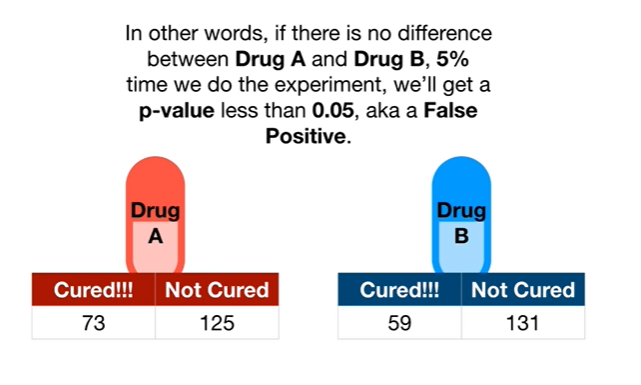 In other words, if there is no difference
between Drug A and Drug B, 5%
time we do the experiment, we'll get a
p-value less than 0.05, aka a False
Positive.
Drug
A
Drug
B
Cured!!! Not Cured
73 125
Cured!!! Not Cured
59 131